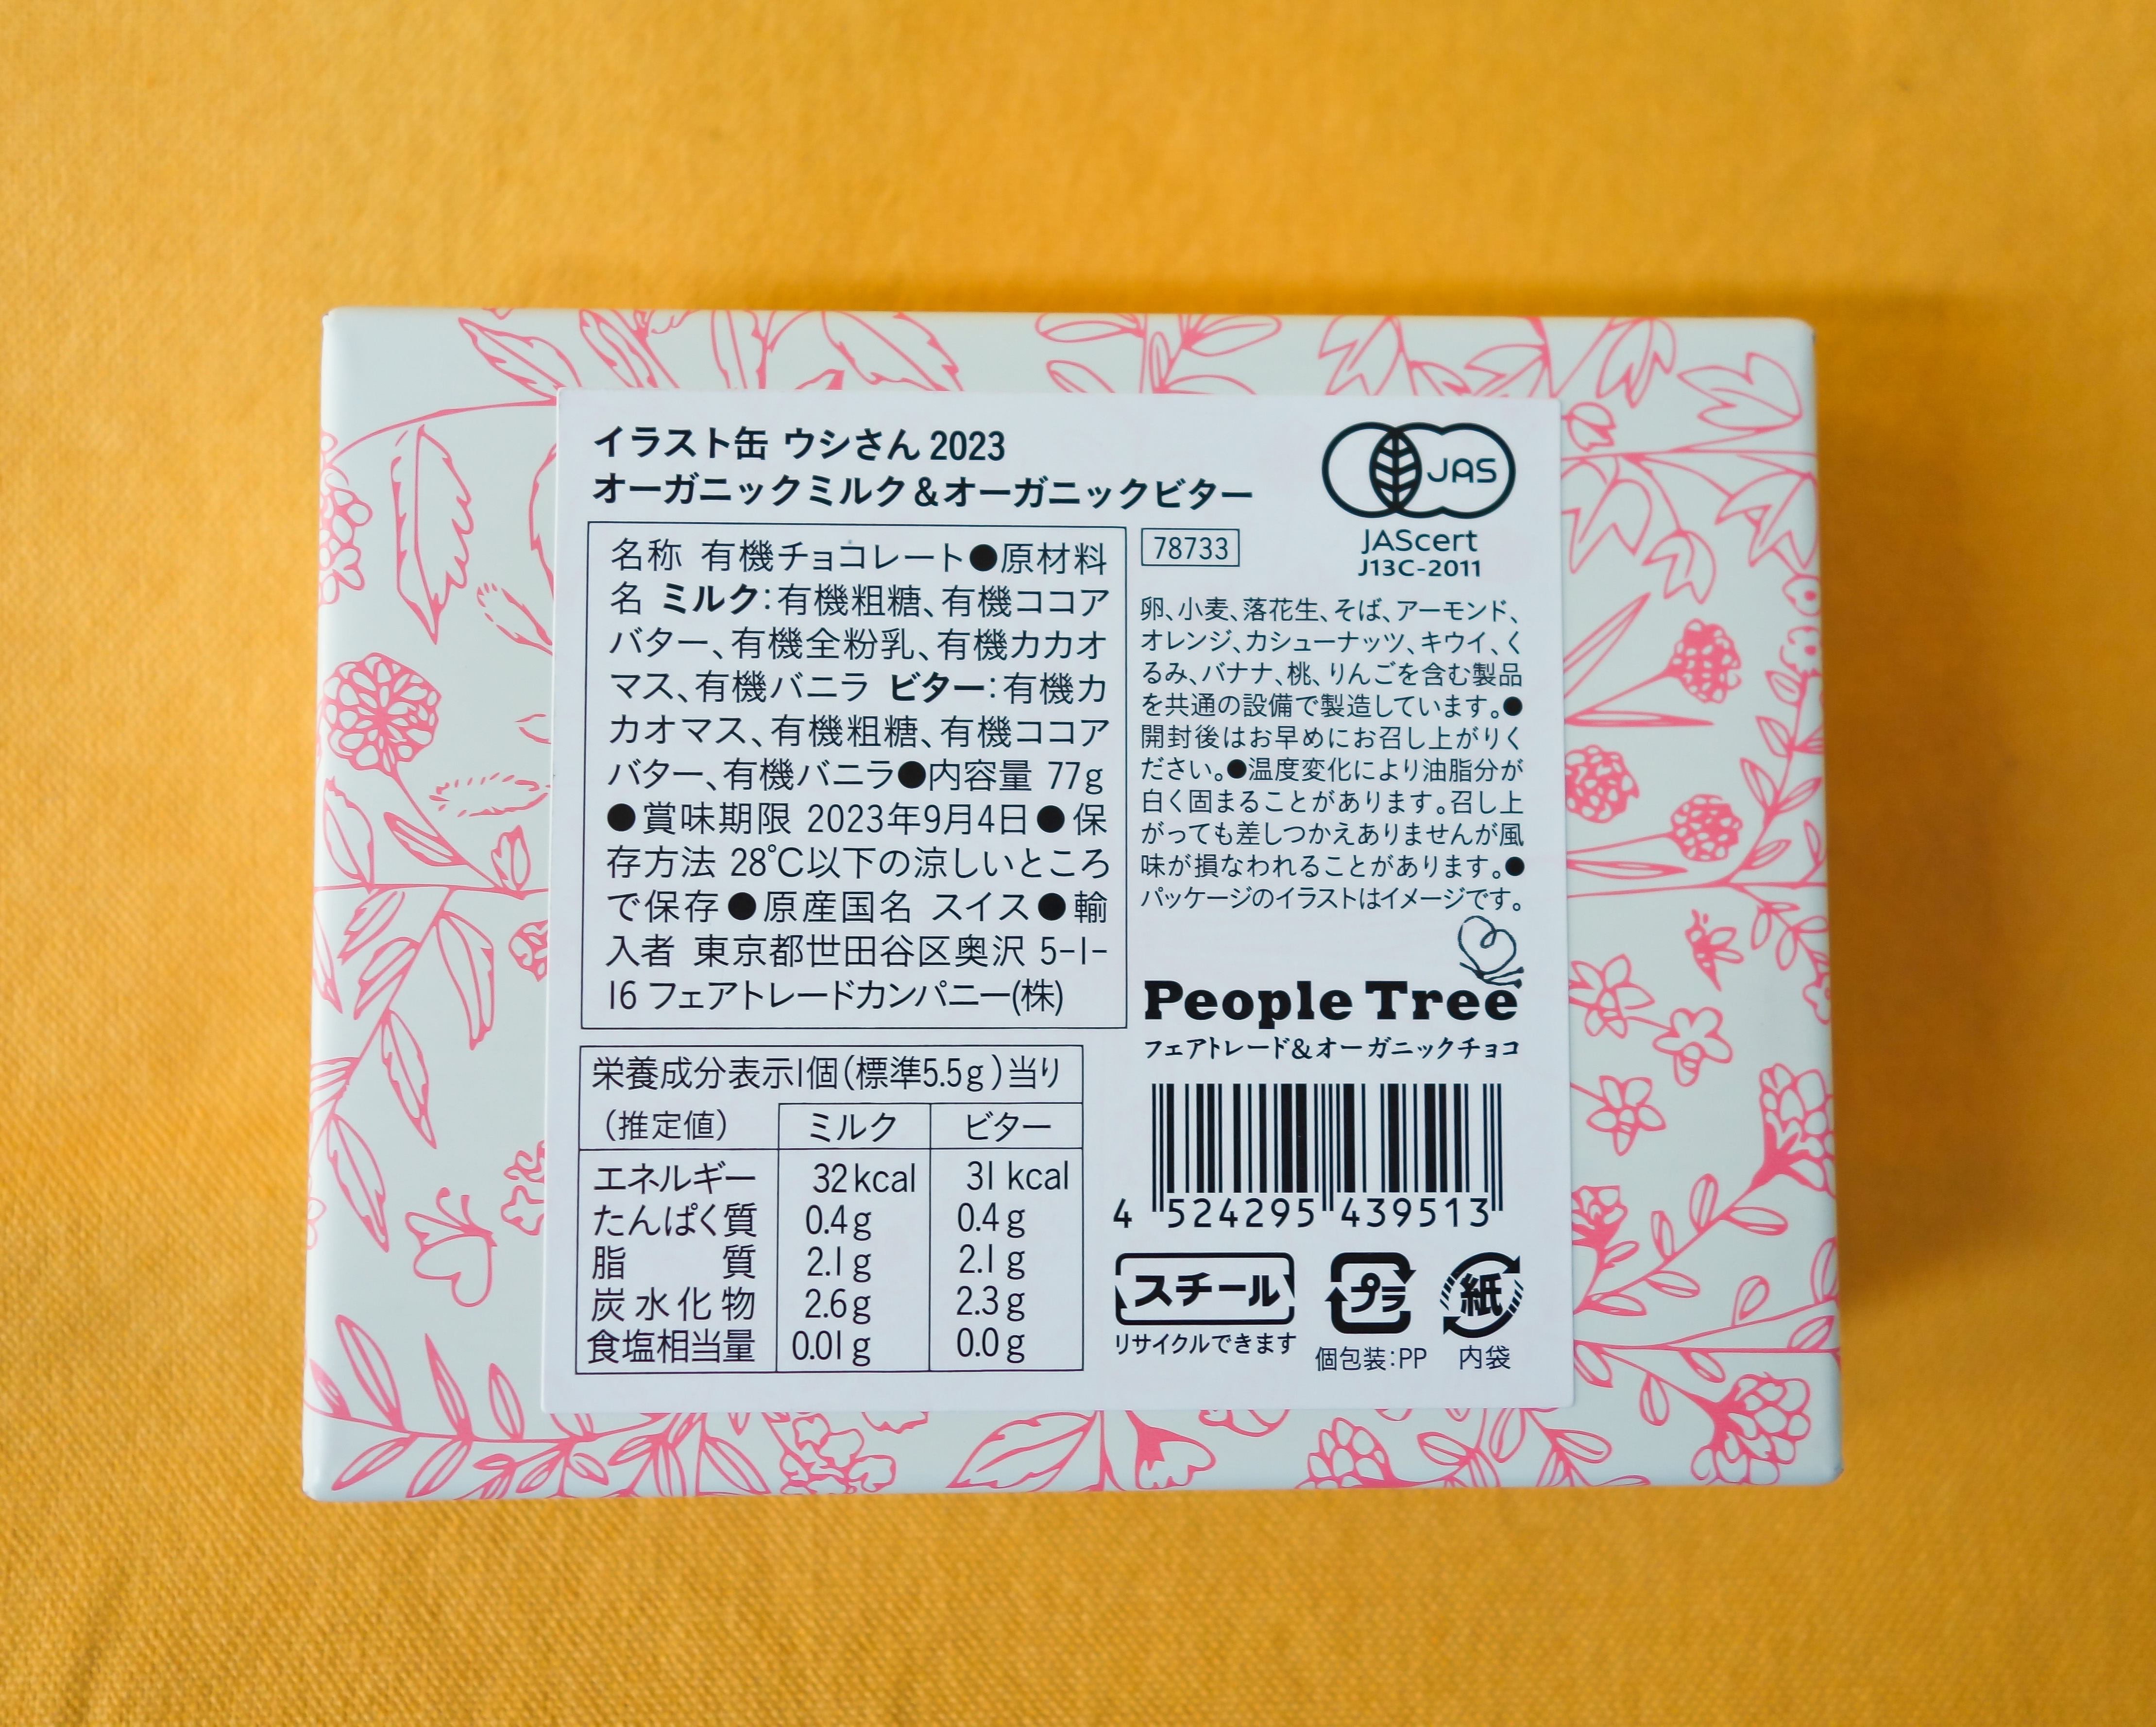 イラスト缶 ウシさん 2023
オーガニックミルク＆オーガニックビター
名称 有機チョコレート●原材料
名 ミルク：有機粗糖、有機ココア
バター、有機全粉乳、有機カカオ
マス、有機バニラ ビター：有機カ
カオマス、有機粗糖、有機ココア
バター、有機バニラ●内容量 77g
●賞味期限 2023年9月4日●保
存方法 28℃以下の涼しいところ
で保存●原産国名 スイス●輸
入者 東京都世田谷区奥沢 5-1-
16 フェアトレードカンパニー(株)
JAS
JAScert
J13C-2011
78733
卵、小麦、落花生、そば、アーモンド、
オレンジ、カシューナッツ、キウイ、く
るみ、バナナ、桃、りんごを含む製品
を共通の設備で製造しています。●
開封後はお早めにお召し上がりく
ださい。●温度変化により油脂分が
白く固まることがあります。召し上
がっても差しつかえありませんが風
味が損なわれることがあります。●
パッケージのイラストはイメージです。
People Tree
フェアトレード&オーガニックチョコ
栄養成分表示1個(標準5.5g)当り
(推定値) ミルク ビター
エネルギー 32kcal 31kcal
たんぱく質 0.4g 0.4g
脂質 2.1g 2.1g
炭水化物 2.6g 2.3g
食塩相当量 0.01g 0.0g
4 524295 439513
スチール プラ 紙
リサイクルできます 個包装：PP 内袋